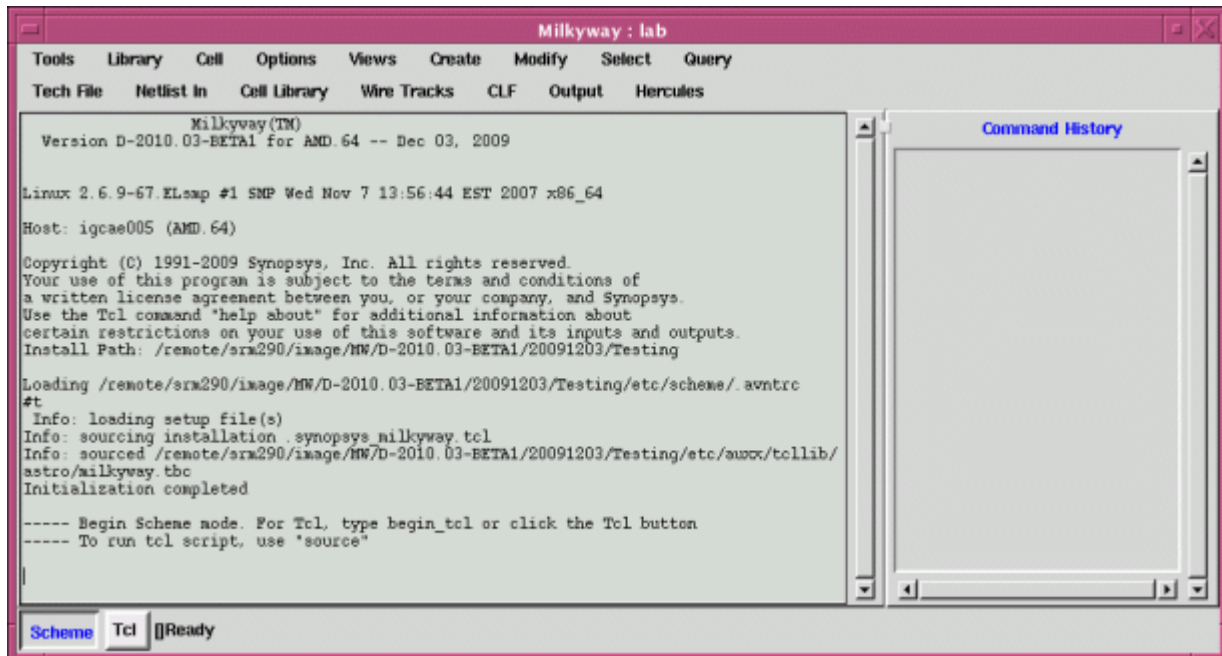 Milkyway : lab
Tools Library Cell Options Views Create Modify Select Query
Tech File Netlist In Cell Library Wire Tracks CLF Output Hercules
Milkyway(TM)
Version D-2010.03-BETA1 for AMD.64 -- Dec 03, 2009
Linux 2.6.9-67.ELsmp #1 SMP Wed Nov 7 13:56:44 EST 2007 x86_64
Host: igcae005 (AMD.64)
Copyright (C) 1991-2009 Synopsys, Inc. All rights reserved.
Your use of this program is subject to the terms and conditions of
a written license agreement between you, or your company, and Synopsys.
Use the Tcl command "help about" for additional information about
certain restrictions on your use of this software and its inputs and outputs.
Install Path: /remote/srm290/image/MW/D-2010.03-BETA1/20091203/Testing
Loading /remote/srm290/image/MW/D-2010.03-BETA1/20091203/Testing/etc/scheme/.avntrc
#t
Info: loading setup file(s)
Info: sourcing installation .synopsys_milkyway.tcl
Info: sourced /remote/srm290/image/MW/D-2010.03-BETA1/20091203/Testing/etc/auxx/tcllib/
astro/milkyway.tbc
Initialization completed
----- Begin Scheme mode. For Tcl, type begin_tcl or click the Tcl button
----- To run tcl script, use "source"
Command History
Scheme Tcl []Ready